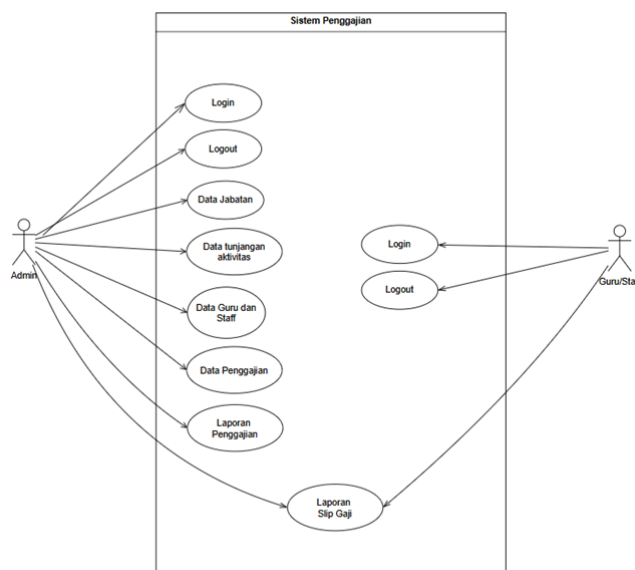 Sistem Penggajian
Login
Logout
Data Jabatan
Data tunjangan
aktivitas
Data Guru dan
Staff
Data Penggajian
Laporan
Penggajian
Laporan
Slip Gaji
Admin
Login
Logout
Guru/Sta